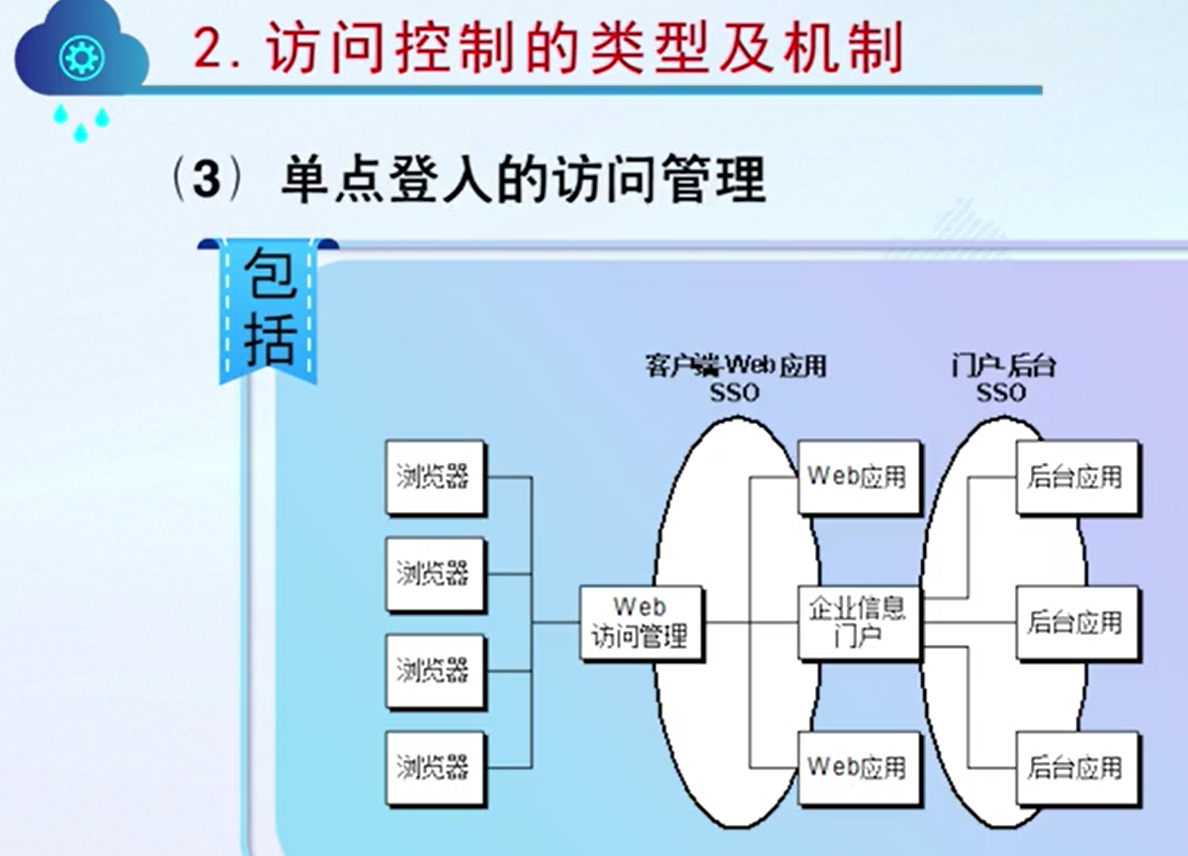 2. 访问控制的类型及机制
（3）单点登入的访问管理
包
括
客户端-Web应用
SSO
门户-后台
SSO
浏览器
Web应用
后台应用
浏览器
Web
访问管理
企业信息
门户
后台应用
浏览器
浏览器
Web应用
后台应用